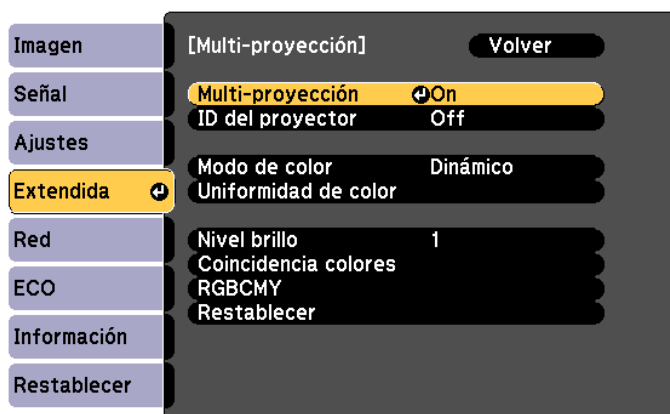 Imagen
Señal
Ajustes
Extendida
Red
ECO
Información
Restablecer
[Multi-proyección] Volver
Multi-proyección On
ID del proyector Off
Modo de color Dinámico
Uniformidad de color
Nivel brillo 1
Coincidencia colores
RGBCMY
Restablecer